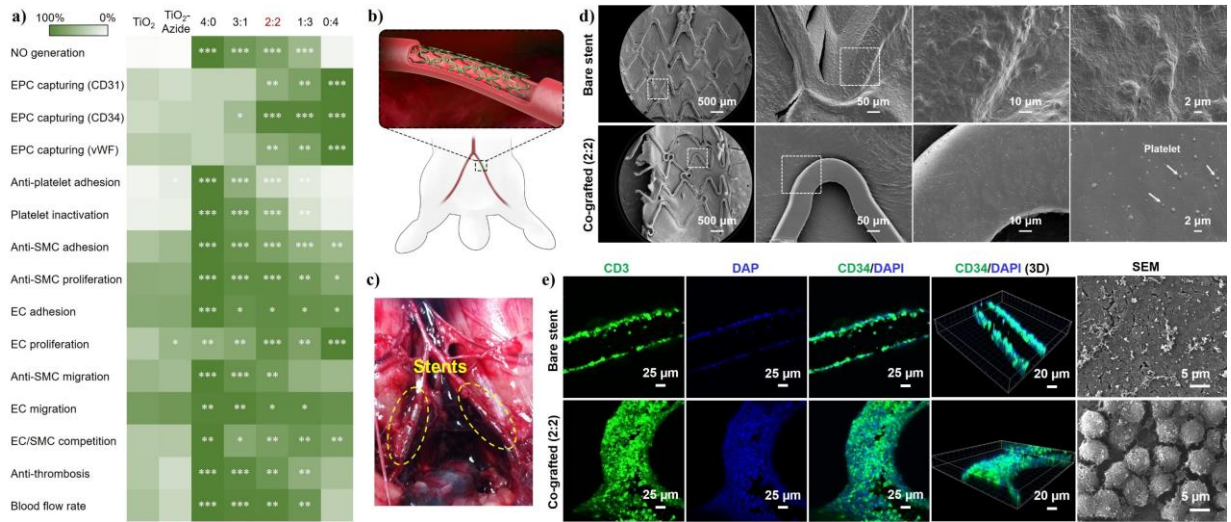 a)
100% 0%
TiO2 TiO2-Azide 4:0 3:1 2:2 1:3 0:4
NO generation *** *** *** ***
EPC capturing (CD31) ** ** ***
EPC capturing (CD34) * *** *** ***
EPC capturing (vWF) ** ** ***
Anti-platelet adhesion * *** *** *** **
Platelet inactivation *** *** *** **
Anti-SMC adhesion *** *** *** *** **
Anti-SMC proliferation *** *** *** ** *
EC adhesion *** * * * *
EC proliferation * ** ** *** ** ***
Anti-SMC migration *** *** **
EC migration ** ** * *
EC/SMC competition ** * ** ** **
Anti-thrombosis *** *** ** **
Blood flow rate *** *** ** **
b)
c)
Stents
d)
Bare stent
500 µm 50 µm 10 µm 2 µm
Co-grafted (2:2)
Platelet
500 µm 50 µm 10 µm 2 µm
e)
CD3 DAP CD34/DAPI CD34/DAPI (3D) SEM
Bare stent
25 µm 25 µm 25 µm 20 µm 5 µm
Co-grafted (2:2)
25 µm 25 µm 25 µm 20 µm 5 µm